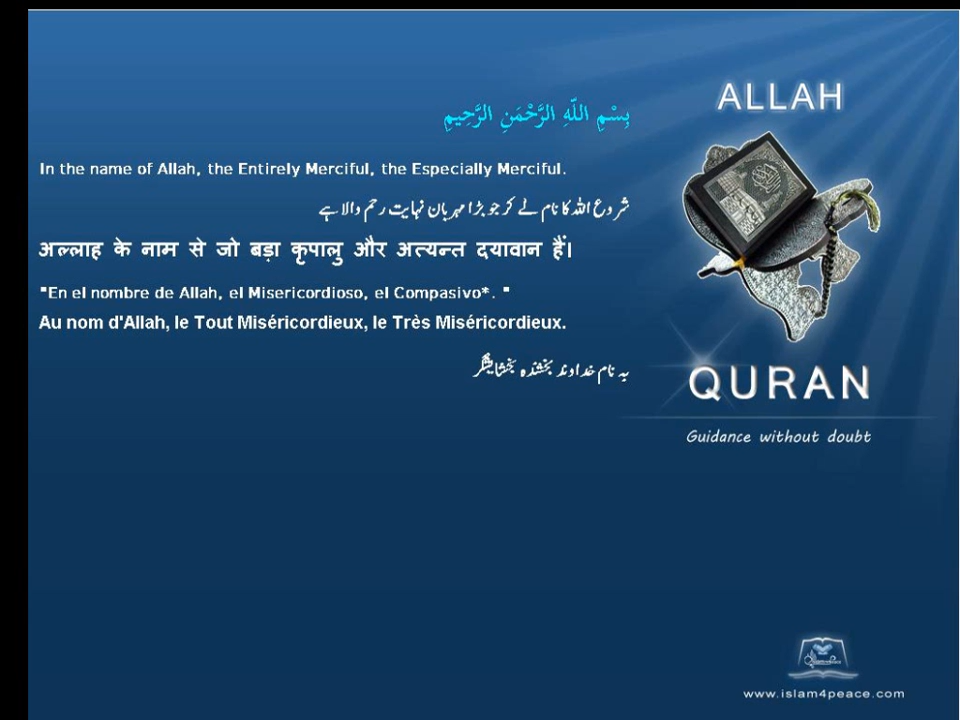 بِسْمِ اللّهِ الرَّحْمَنِ الرَّحِيمِ
In the name of Allah, the Entirely Merciful, the Especially Merciful.
شروع الله کا نام لے کر جو بڑا مہربان نہایت رحم والا ہے
अल्लाह के नाम से जो बड़ा कृपालु और अत्यन्त दयावान हैं।
"En el nombre de Allah, el Misericordioso, el Compasivo*. "
Au nom d'Allah, le Tout Miséricordieux, le Très Miséricordieux.
به نام خداوند بخشنده بخشایشگر
ALLAH
QURAN
Guidance without doubt
www.islam4peace.com